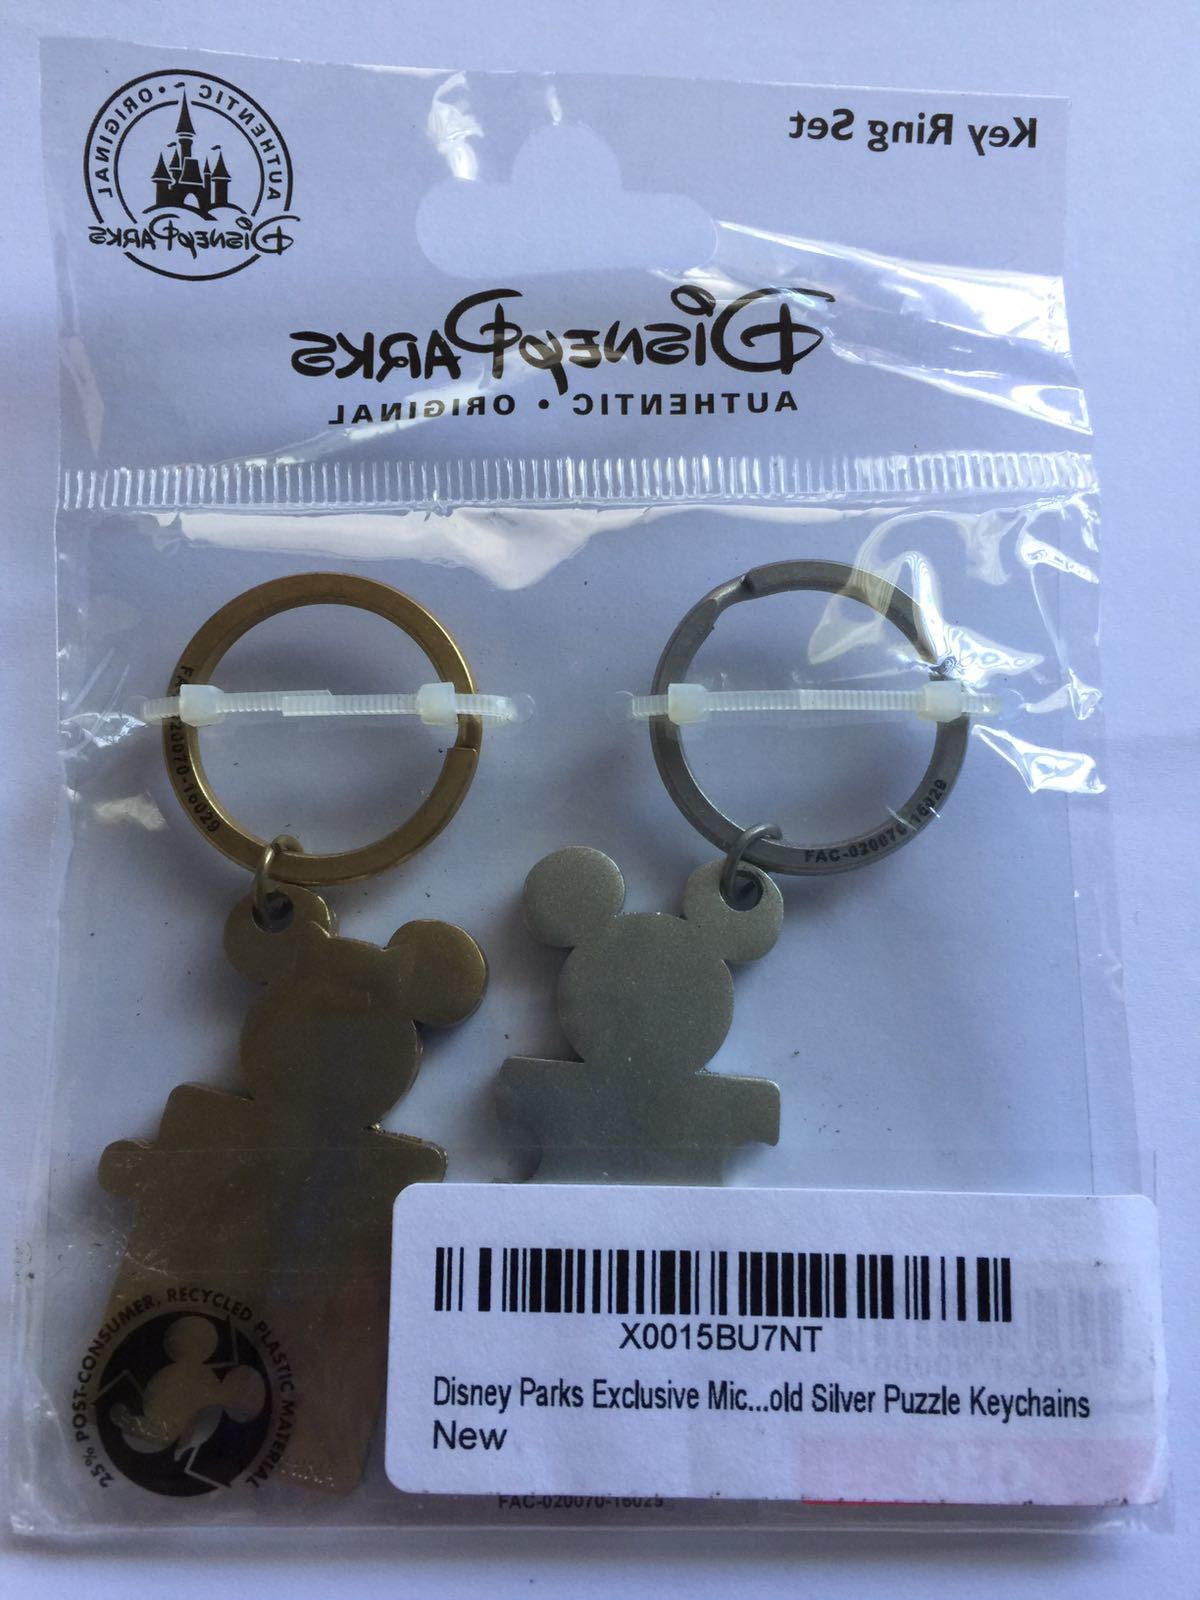 Key Ring Set
AUTHENTIC • ORIGINAL
Disney Parks
Disney Parks
AUTHENTIC • ORIGINAL
020070-16029
FAC-020070-16029
X0015BU7NT
Disney Parks Exclusive Mic...old Silver Puzzle Keychains
New
25% POST-CONSUMER, RECYCLED PLASTIC MATERIAL
FAC-020070-16029